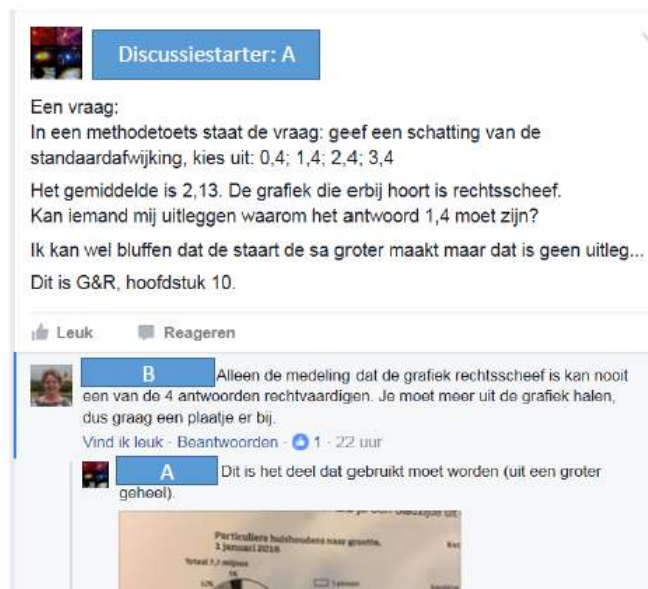 Discussiestarter: A
Een vraag:
In een methodetoets staat de vraag: geef een schatting van de
standaardafwijking, kies uit: 0,4; 1,4; 2,4; 3,4
Het gemiddelde is 2,13. De grafiek die erbij hoort is rechtsscheef.
Kan iemand mij uitleggen waarom het antwoord 1,4 moet zijn?
Ik kan wel bluffen dat de staart de sa groter maakt maar dat is geen uitleg...
Dit is G&R, hoofdstuk 10.
Leuk Reageren
B Alleen de medeling dat de grafiek rechtsscheef is kan nooit
een van de 4 antwoorden rechtvaardigen. Je moet meer uit de grafiek halen,
dus graag een plaatje er bij.
Vind ik leuk · Beantwoorden · 1 · 22 uur
A Dit is het deel dat gebruikt moet worden (uit een groter
geheel)
Particuliere huishoudens naar grootte.
1 januari 2016
Totaal 7,7 miljoen